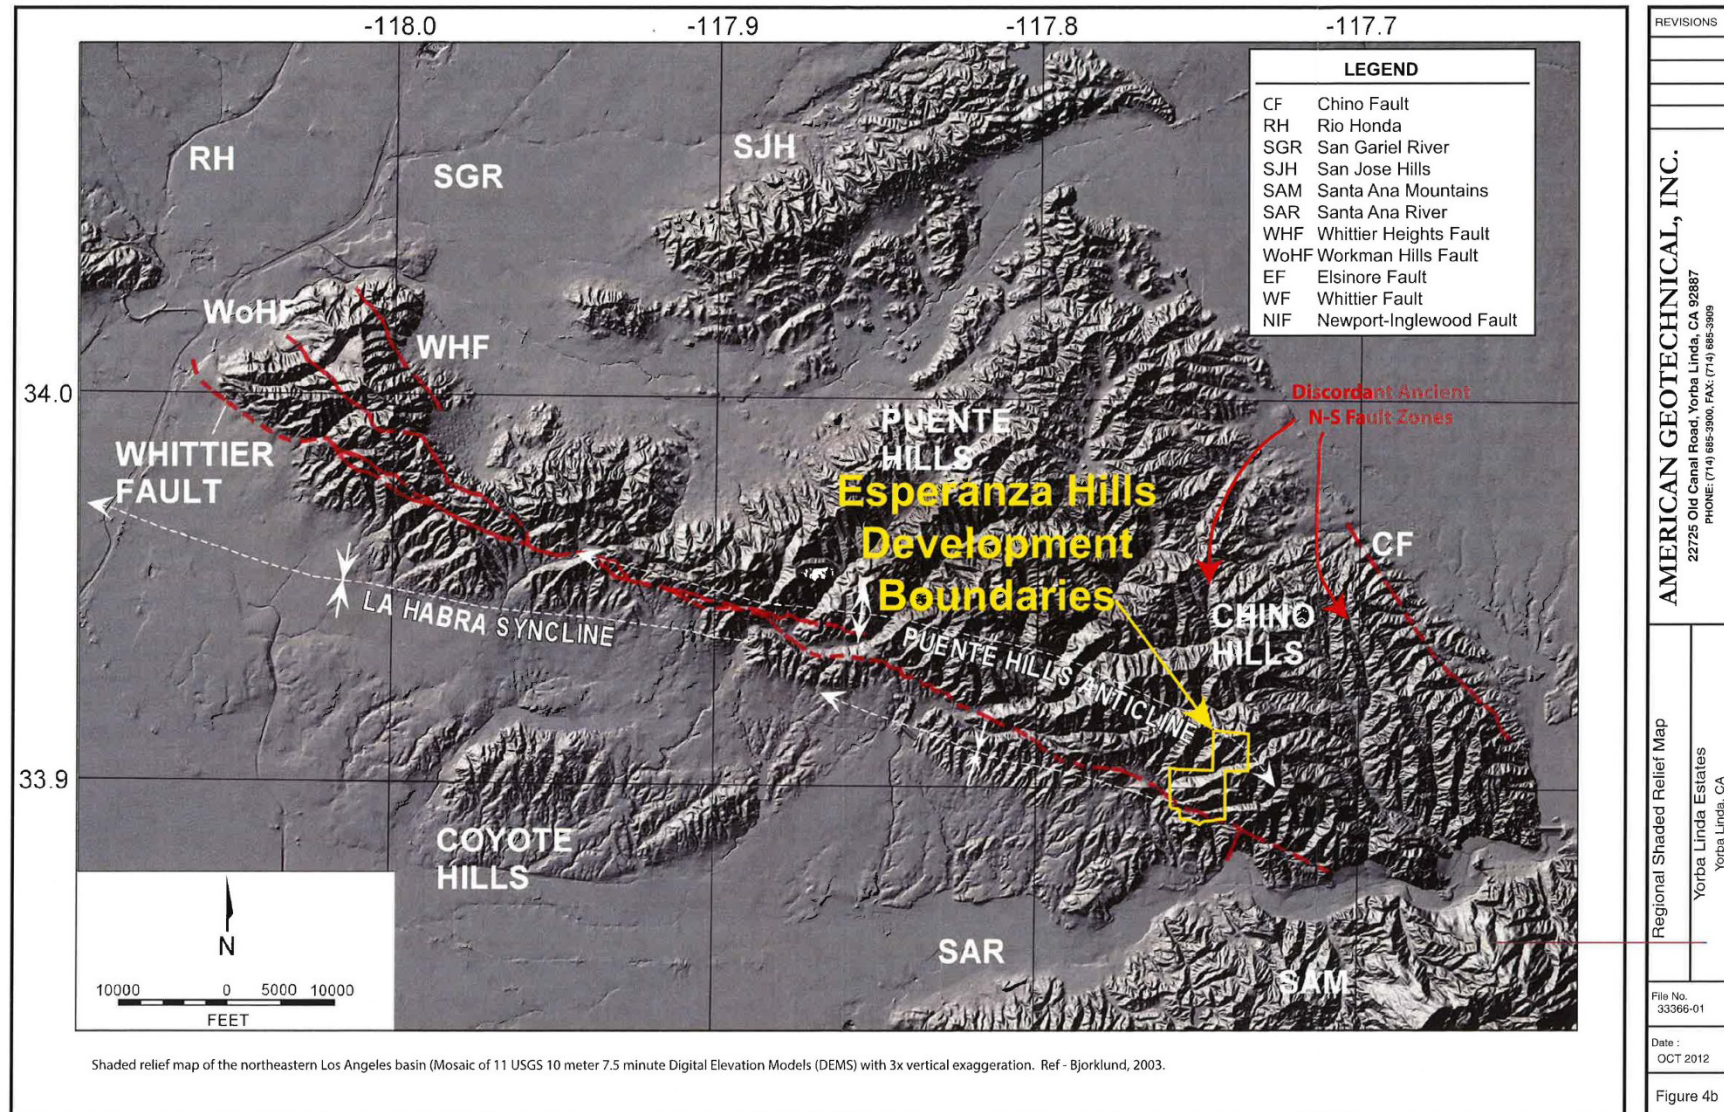 -118.0
-117.9
-117.8
-117.7
34.0
33.9
LEGEND
CF Chino Fault
RH Rio Honda
SGR San Gariel River
SJH San Jose Hills
SAM Santa Ana Mountains
SAR Santa Ana River
WHF Whittier Heights Fault
WoHF Workman Hills Fault
EF Elsinore Fault
WF Whittier Fault
NIF Newport-Inglewood Fault
RH
SGR
SJH
WoHF
WHF
WHITTIER
FAULT
LA HABRA SYNCLINE
PUENTE
HILLS
Esperanza Hills
Development
Boundaries
Discordant Ancient
N-S Fault Zones
CF
CHINO
HILLS
PUENTE HILLS ANTICLINE
COYOTE
HILLS
SAR
SAM
N
10000 0 5000 10000
FEET
Shaded relief map of the northeastern Los Angeles basin (Mosaic of 11 USGS 10 meter 7.5 minute Digital Elevation Models (DEMS) with 3x vertical exaggeration. Ref - Bjorklund, 2003.
REVISIONS
AMERICAN GEOTECHNICAL, INC.
22725 Old Canal Road, Yorba Linda, CA 92887
PHONE: (714) 685-3900, FAX: (714) 685-3909
Regional Shaded Relief Map
Yorba Linda Estates
Yorba Linda, CA
File No.
33366-01
Date :
OCT 2012
Figure 4b